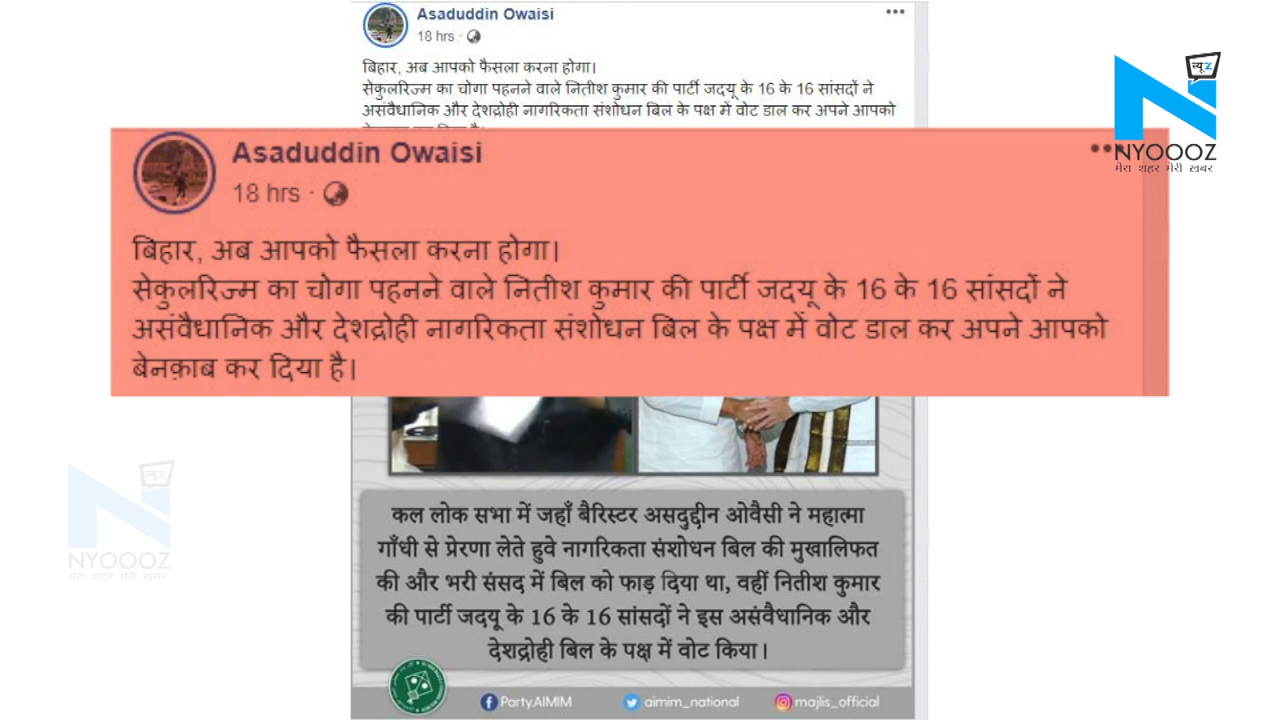 Asaduddin Owaisi
18 hrs ·
बिहार, अब आपको फैसला करना होगा।
सेकुलरिज्म का चोगा पहनने वाले नितीश कुमार की पार्टी जदयू के 16 के 16 सांसदों ने
असंवैधानिक और देशद्रोही नागरिकता संशोधन बिल के पक्ष में वोट डाल कर अपने आपको
न्यूz
NYOOOZ
मेरा शहर मेरी ख़बर
Asaduddin Owaisi
18 hrs ·
बिहार, अब आपको फैसला करना होगा।
सेकुलरिज्म का चोगा पहनने वाले नितीश कुमार की पार्टी जदयू के 16 के 16 सांसदों ने
असंवैधानिक और देशद्रोही नागरिकता संशोधन बिल के पक्ष में वोट डाल कर अपने आपको
बेनक़ाब कर दिया है।
न्यूz
NYOOOZ
मेरा शहर मेरी ख़बर
कल लोक सभा में जहाँ बैरिस्टर असदुद्दीन ओवैसी ने महात्मा
गाँधी से प्रेरणा लेते हुवे नागरिकता संशोधन बिल की मुखालिफत
की और भरी संसद में बिल को फाड़ दिया था, वहीं नितीश कुमार
की पार्टी जदयू के 16 के 16 सांसदों ने इस असंवैधानिक और
देशद्रोही बिल के पक्ष में वोट किया।
Party.AIMIM
aimim_national
majlis_official